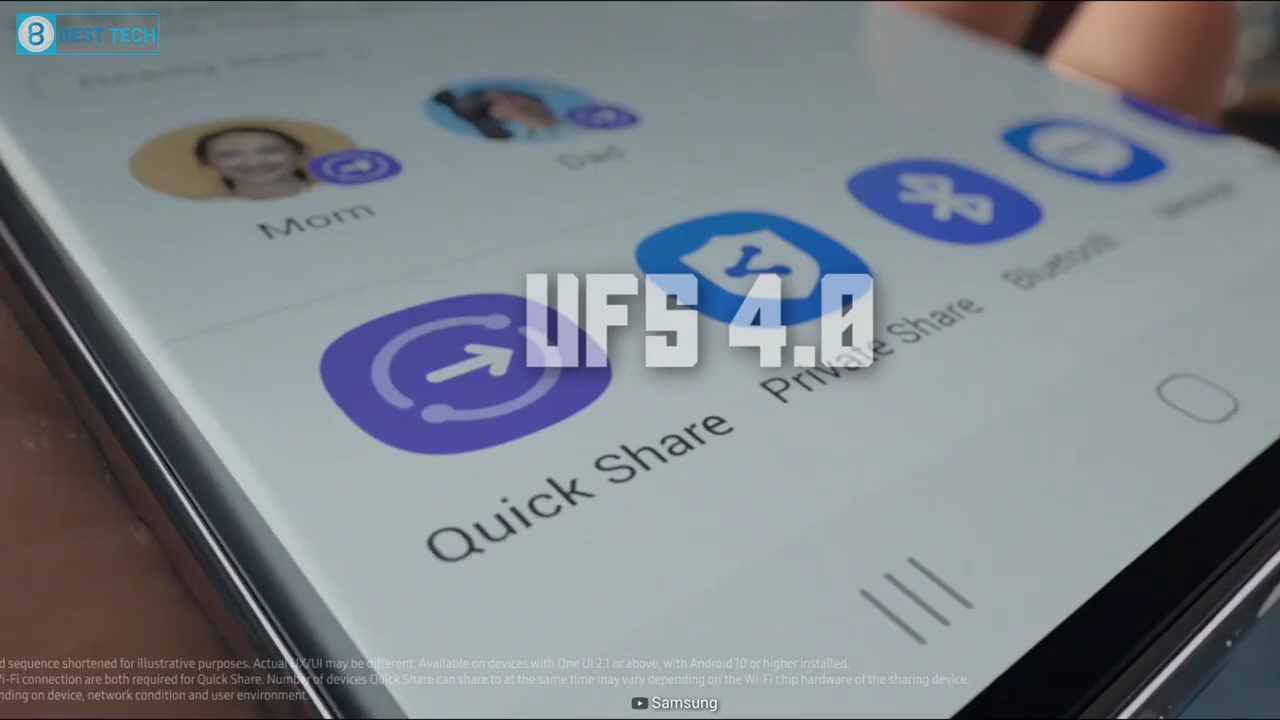 BEST TECH
Nearby share
Mom
Dad
UFS 4.0
Quick Share
Private Share
Bluetooth
d sequence shortened for illustrative purposes. Actual UX/UI may be different. Available on devices with One UI 2.1 or above, with Android 10 or higher installed.
Vi-Fi connection are both required for Quick Share. Number of devices Quick Share can share to at the same time may vary depending on the Wi-Fi chip hardware of the sharing device.
nding on device, network condition and user environment.
Samsung